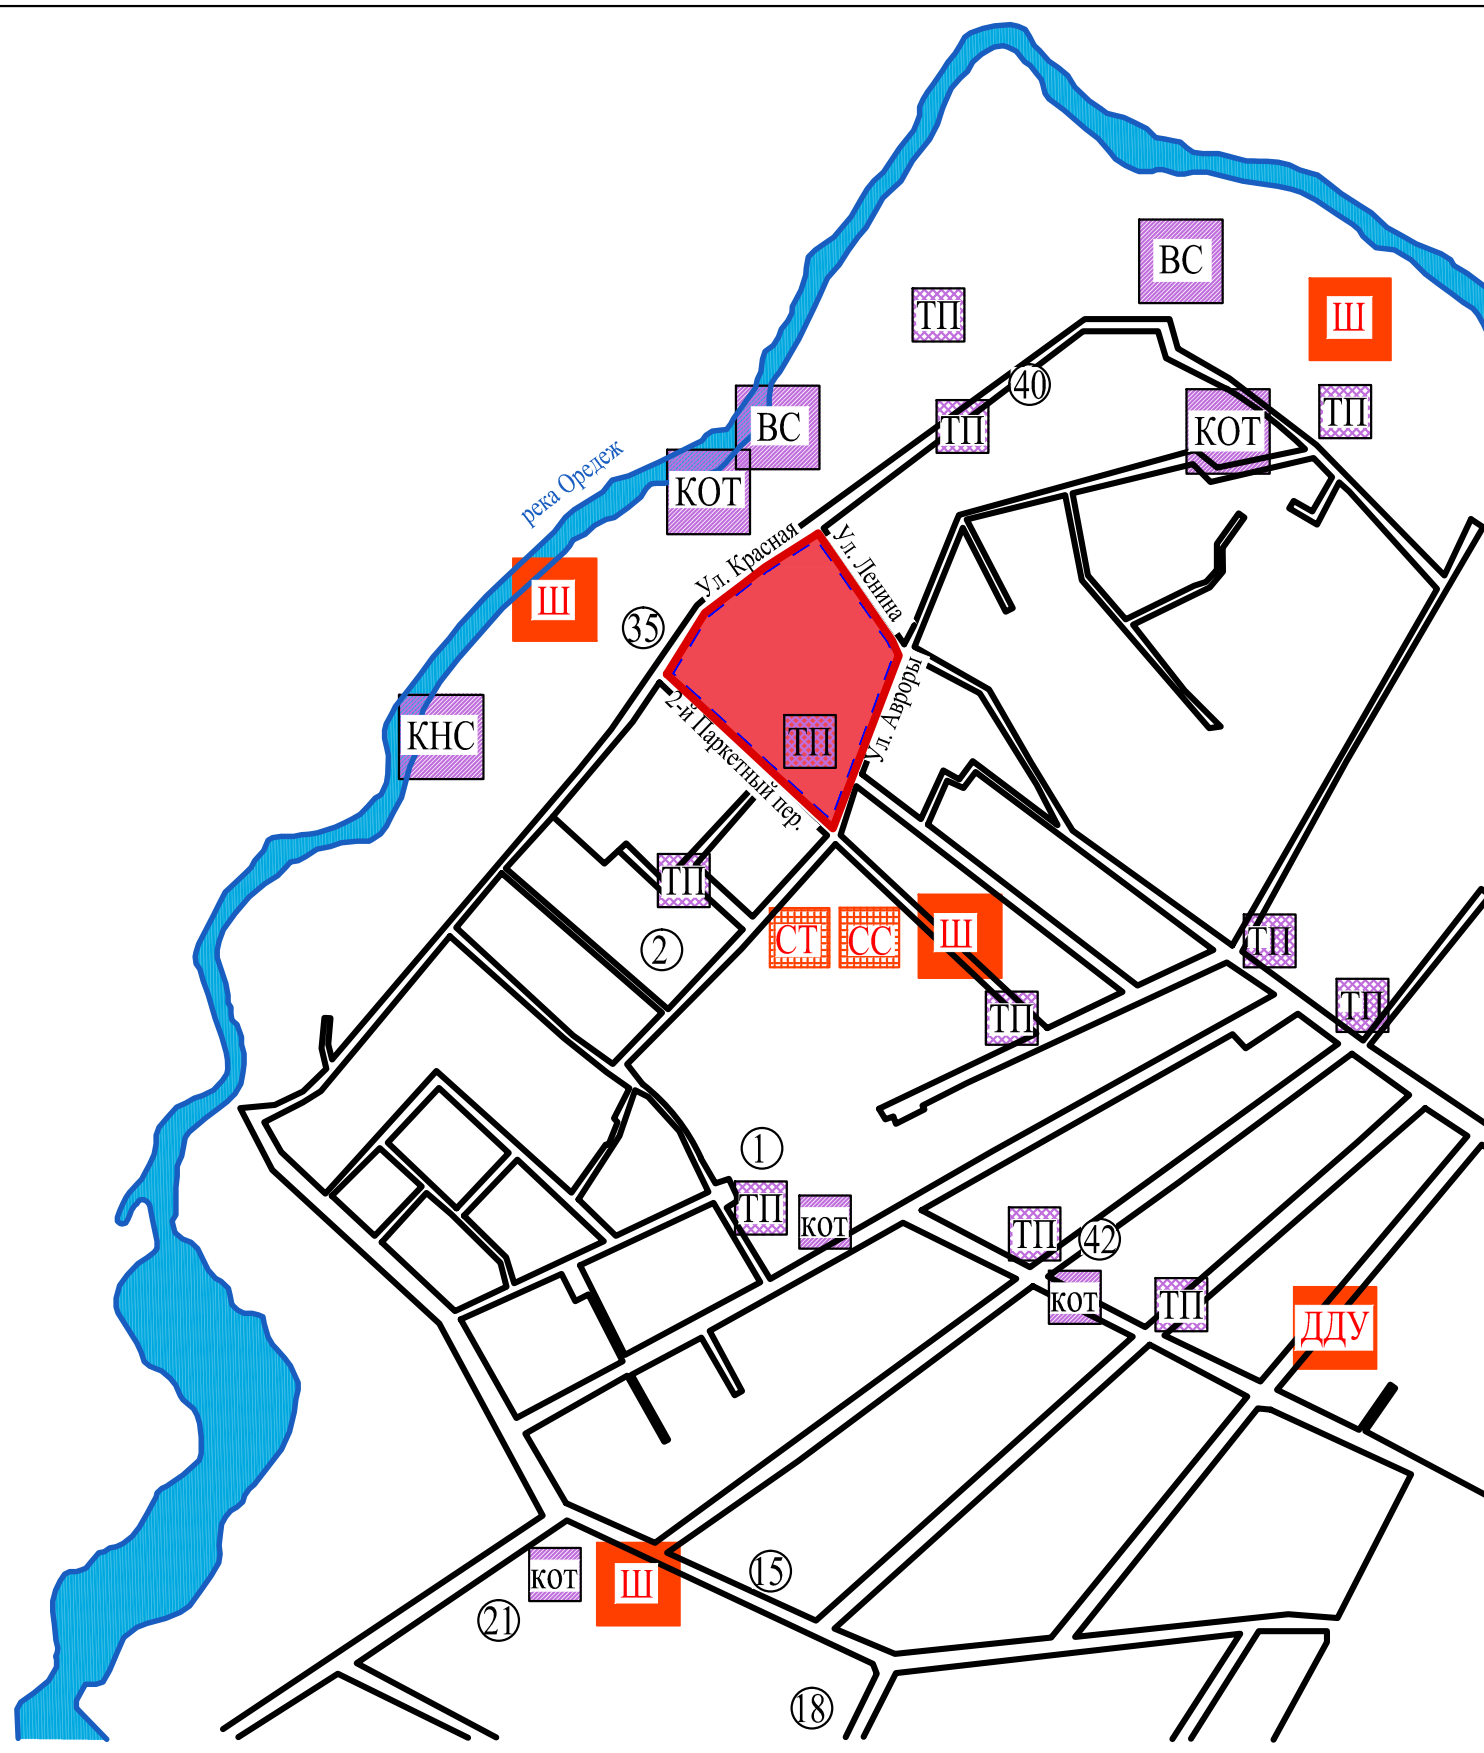 ВС
ТП
Ш
40
ТП
ТП
КОТ
ВС
КОТ
река Оредеж
Ул. Красная
Ул. Ленина
Ш
35
Ул. Авроры
2-й Паркетный пер.
ТП
КНС
ТП
2
СТ
СС
Ш
ТП
ТП
ТП
1
ТП
кот
ТП
42
кот
ТП
ДДУ
кот
Ш
15
21
18